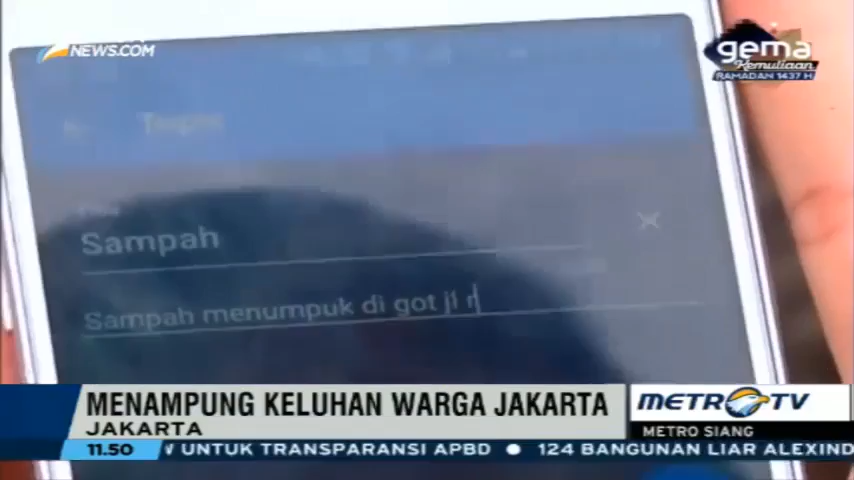 NEWS.COM
gema
Kemuliaan
RAMADAN 1437 H
Sampah
Sampah menumpuk di got jl r
MENAMPUNG KELUHAN WARGA JAKARTA
JAKARTA
METRO TV
METRO SIANG
11.50
UNTUK TRANSPARANSI APBD ● 124 BANGUNAN LIAR ALEXIND